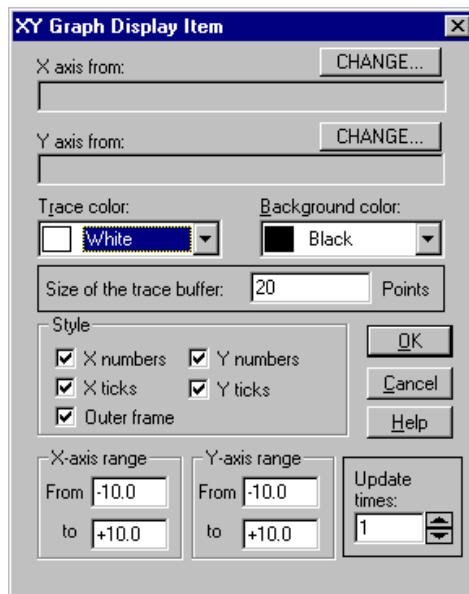 XY Graph Display Item
X axis from: CHANGE...
Y axis from: CHANGE...
Trace color: Background color:
White Black
Size of the trace buffer: 20 Points
Style
X numbers Y numbers
X ticks Y ticks
Outer frame
OK
Cancel
Help
X-axis range
From -10.0
to +10.0
Y-axis range
From -10.0
to +10.0
Update
times:
1